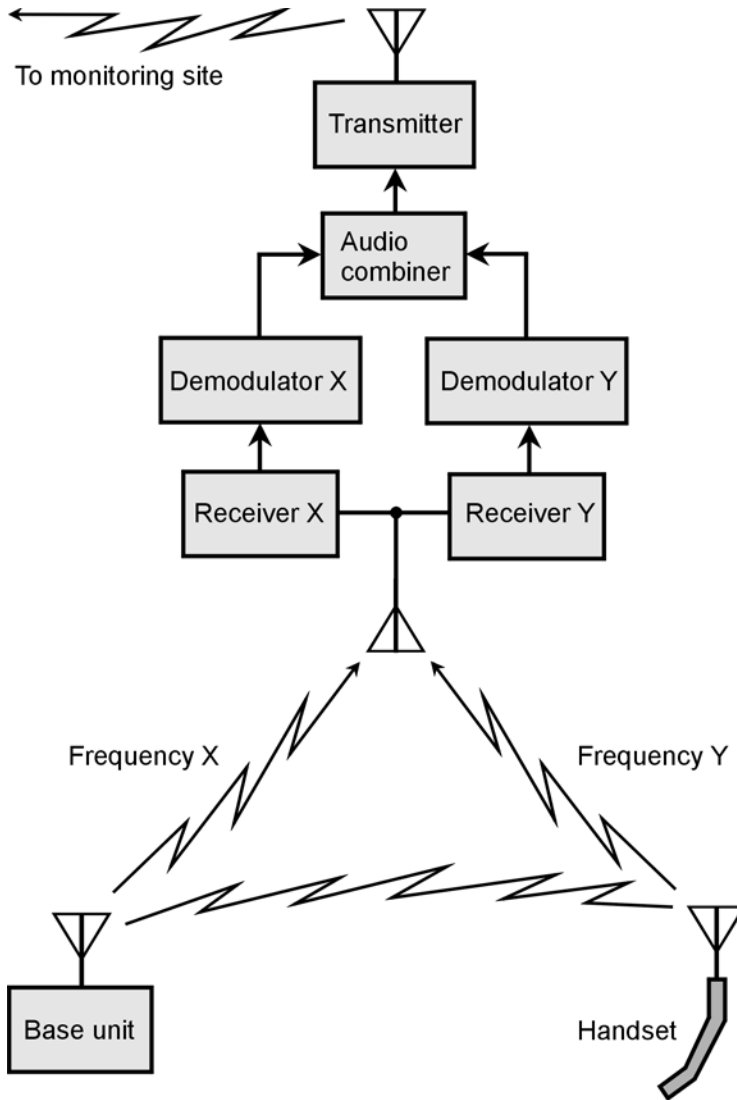 To monitoring site
Transmitter
Audio
combiner
Demodulator X
Demodulator Y
Receiver X
Receiver Y
Frequency X
Frequency Y
Base unit
Handset